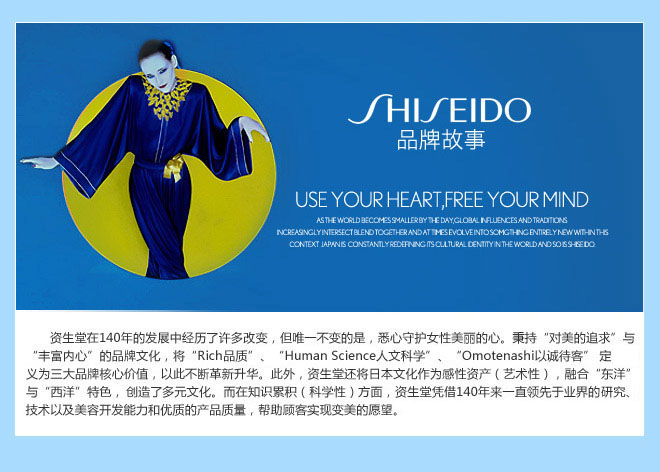 SHISEIDO
品牌故事
USE YOUR HEART,FREE YOUR MIND
AS THE WORLD BECOMES SMALLER BY THE DAY,GLOBAL INFLUENCES AND TRADITIONS
INCREASINGLY INTERSECT BLEND TOGETHER AND AT TIMES EVOLVE INTO SOMGTHING ENTIRELY NEW WITHIN THIS
CONTEXT JAPAN IS CONSTANTLY REDEFINING ITS CULTURAL IDENTITY IN THE WORLD AND SO IS SHISEIDO.
资生堂在140年的发展中经历了许多改变，但唯一不变的是，悉心守护女性美丽的心。秉持“对美的追求”与
“丰富内心”的品牌文化，将“Rich品质”、“Human Science人文科学”、“Omotenashi以诚待客” 定
义为三大品牌核心价值，以此不断革新升华。此外，资生堂还将日本文化作为感性资产（艺术性），融合“东洋”
与“西洋”特色，创造了多元文化。而在知识累积（科学性）方面，资生堂凭借140年来一直领先于业界的研究、
技术以及美容开发能力和优质的产品质量，帮助顾客实现变美的愿望。